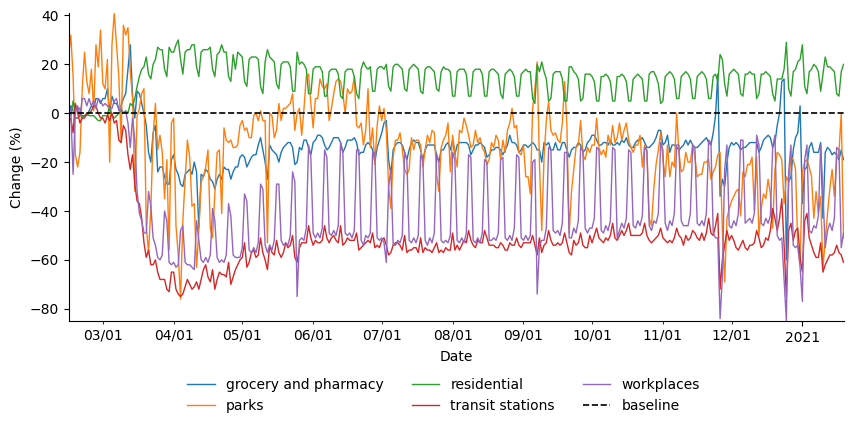 40
20
0
−20
−40
−60
−80
Change (%)
03/01 04/01 05/01 06/01 07/01 08/01 09/01 10/01 11/01 12/01 2021
Date
grocery and pharmacy residential workplaces
parks transit stations baseline